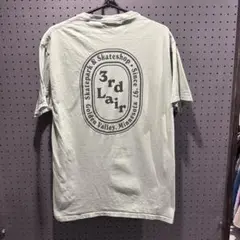 Skatepark & Skateshop • Since '97
3rd
Lair
Golden Valley, Minnesota